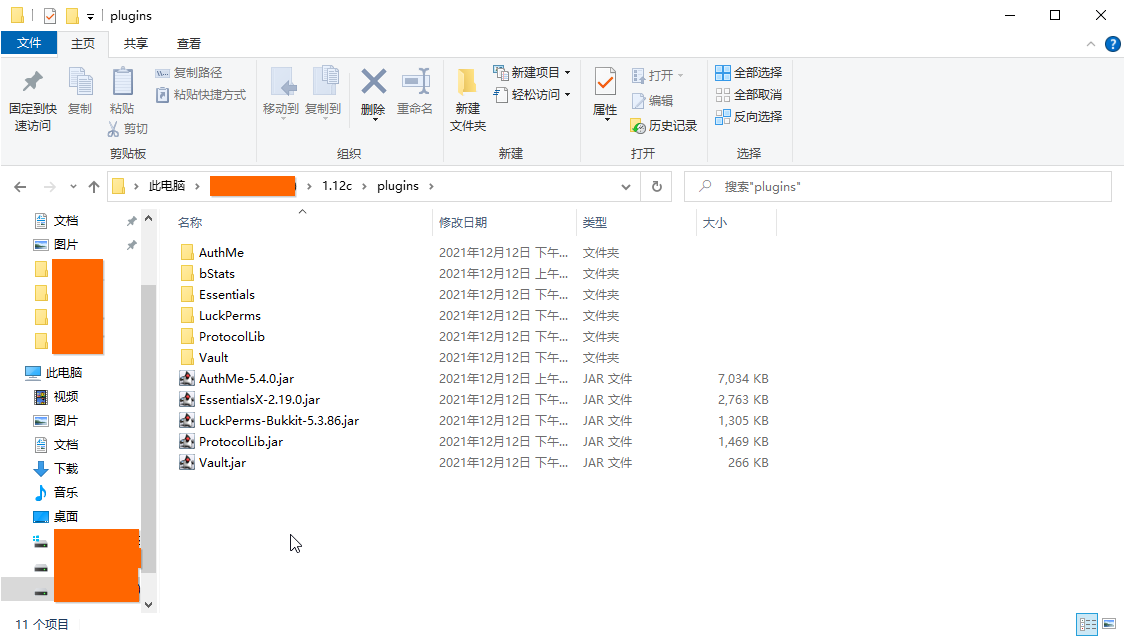 plugins
文件 主页 共享 查看
固定到快速访问
复制
粘贴
复制路径
粘贴快捷方式
剪切
剪贴板
移动到
复制到
删除
重命名
组织
新建文件夹
新建项目
轻松访问
新建
属性
打开
编辑
历史记录
打开
全部选择
全部取消
反向选择
选择
此电脑 1.12c plugins
搜索"plugins"
文档
图片
此电脑
视频
图片
文档
下载
音乐
桌面
名称 修改日期 类型 大小
AuthMe 2021年12月12日 下午... 文件夹
bStats 2021年12月12日 上午... 文件夹
Essentials 2021年12月12日 下午... 文件夹
LuckPerms 2021年12月12日 下午... 文件夹
ProtocolLib 2021年12月12日 下午... 文件夹
Vault 2021年12月12日 下午... 文件夹
AuthMe-5.4.0.jar 2021年12月12日 上午... JAR 文件 7,034 KB
EssentialsX-2.19.0.jar 2021年12月12日 下午... JAR 文件 2,763 KB
LuckPerms-Bukkit-5.3.86.jar 2021年12月12日 下午... JAR 文件 1,305 KB
ProtocolLib.jar 2021年12月12日 下午... JAR 文件 1,469 KB
Vault.jar 2021年12月12日 下午... JAR 文件 266 KB
11 个项目